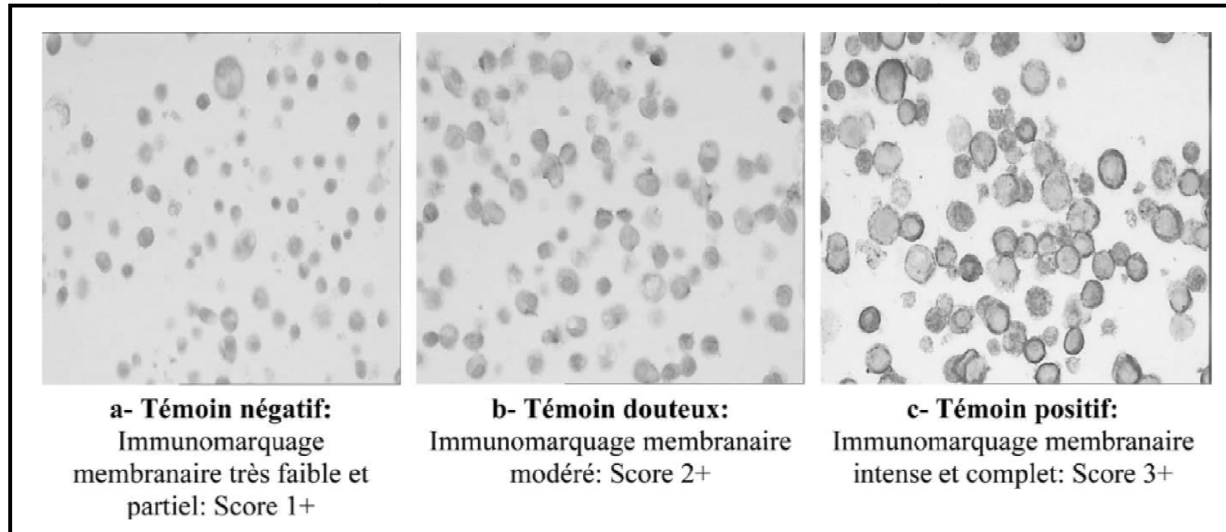 a- Témoin négatif:
Immunomarquage
membranaire très faible et
partiel: Score 1+
b- Témoin douteux:
Immunomarquage membranaire
modéré: Score 2+
c- Témoin positif:
Immunomarquage membranaire
intense et complet: Score 3+